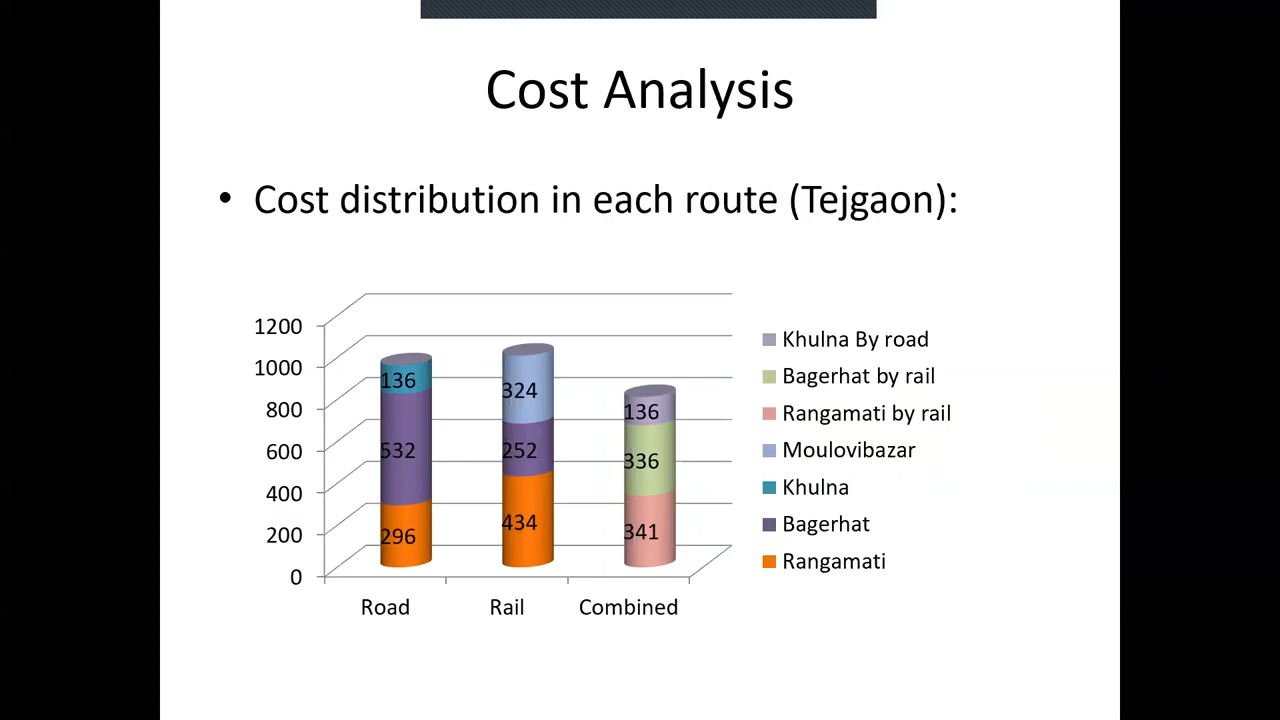 Cost Analysis
• Cost distribution in each route (Tejgaon):
1200
1000
800
600
400
200
0
136
532
296
324
252
434
136
336
341
Road
Rail
Combined
Khulna By road
Bagerhat by rail
Rangamati by rail
Moulovibazar
Khulna
Bagerhat
Rangamati